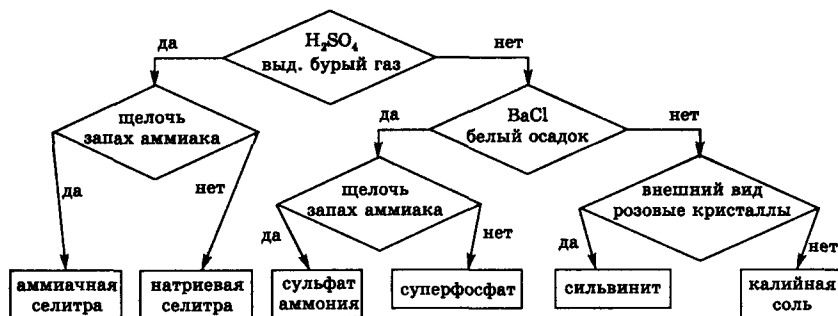 H₂SO₄
выд. бурый газ
да
нет
щелочь
запах аммиака
BaCl
белый осадок
да
нет
да
нет
щелочь
запах аммиака
внешний вид
розовые кристаллы
да
нет
да
нет
аммиачная
селитра
натриевая
селитра
сульфат
аммония
суперфосфат
сильвинит
калийная
соль